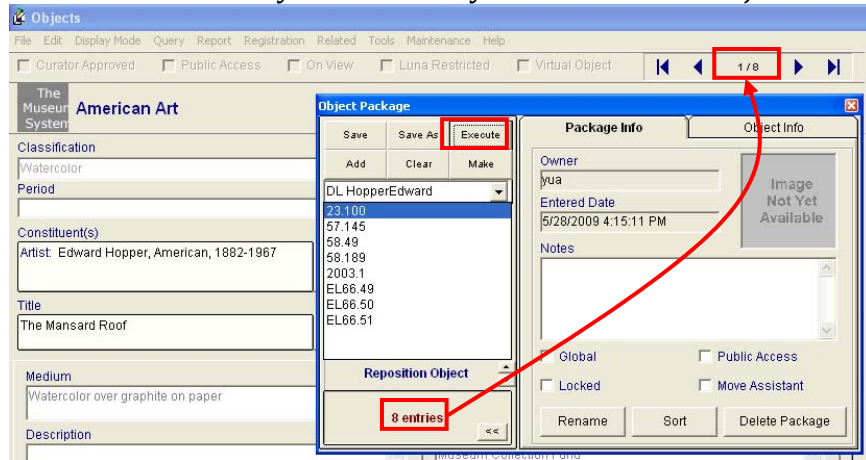 Objects
File Edit Display Mode Query Report Registration Related Tools Maintenance Help
Curator Approved Public Access On View Luna Restricted Virtual Object 1/8
The
Museum
System
American Art
Classification
Watercolor
Period
Constituent(s)
Artist: Edward Hopper, American, 1882-1967
Title
The Mansard Roof
Medium
Watercolor over graphite on paper
Description
Object Package
Save Save As Execute
Add Clear Make
DL HopperEdward
23.100
57.145
58.49
58.189
2003.1
EL66.49
EL66.50
EL66.51
Reposition Object
8 entries
<<
Package Info Object Info
Owner
yua
Entered Date
5/28/2009 4:15:11 PM
Image
Not Yet
Available
Notes
Global Public Access
Locked Move Assistant
Rename Sort Delete Package
Museum Collection Fund